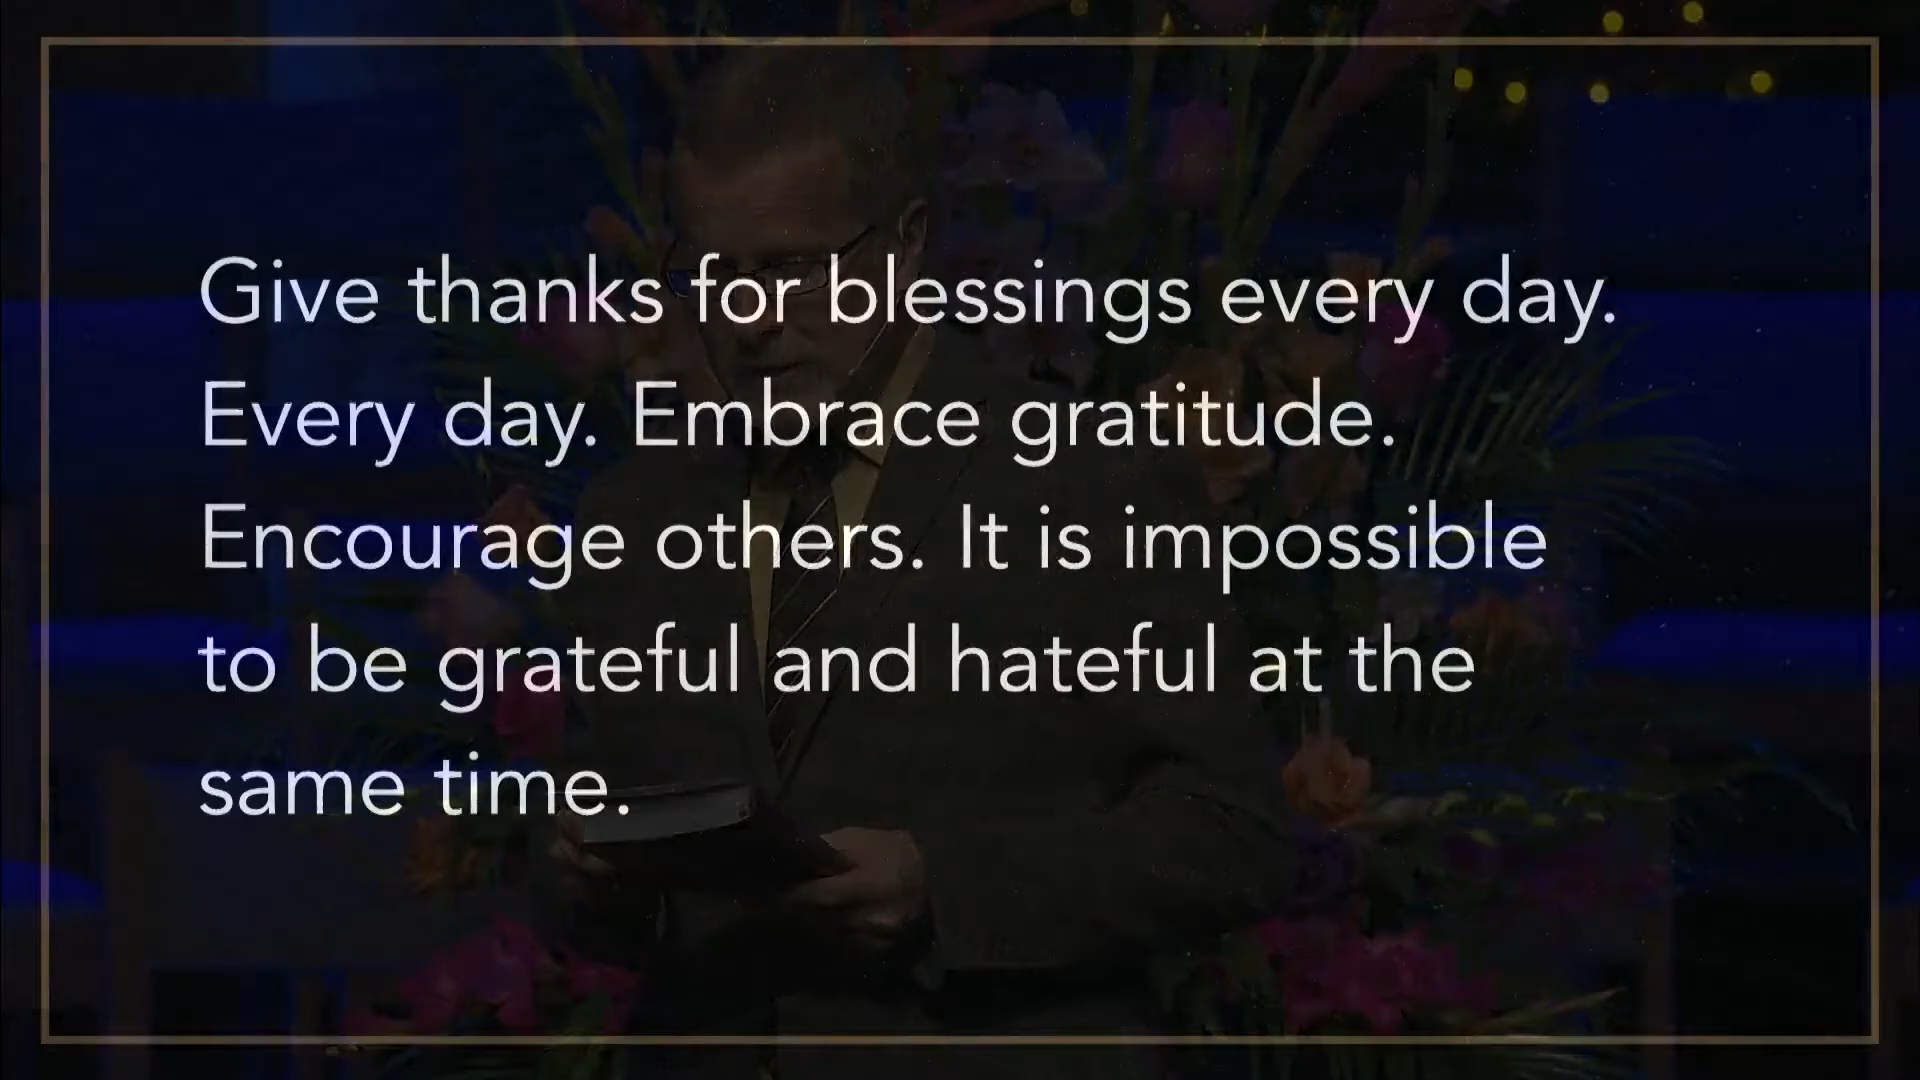 Give thanks for blessings every day.
Every day. Embrace gratitude.
Encourage others. It is impossible
to be grateful and hateful at the
same time.